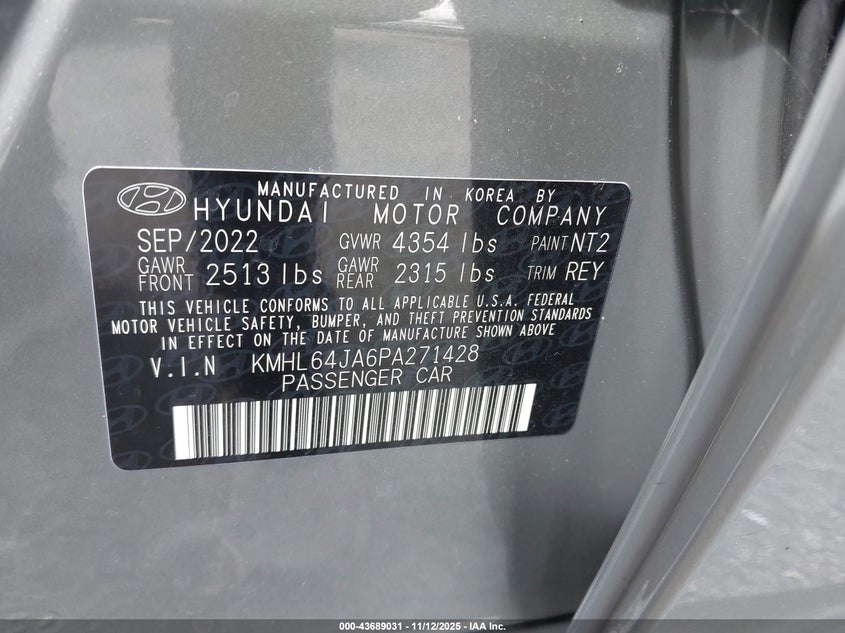 MANUFACTURED IN KOREA BY
HYUNDAI MOTOR COMPANY
SEP/2022 GVWR 4354 lbs PAINT NT2
GAWR FRONT 2513 lbs GAWR REAR 2315 lbs TRIM REY
THIS VEHICLE CONFORMS TO ALL APPLICABLE U.S.A. FEDERAL
MOTOR VEHICLE SAFETY, BUMPER, AND THEFT PREVENTION STANDARDS
IN EFFECT ON THE DATE OF MANUFACTURE SHOWN ABOVE
V.I.N KMHL64JA6PA271428
PASSENGER CAR
000-43689031 - 11/12/2025 - IAA Inc.